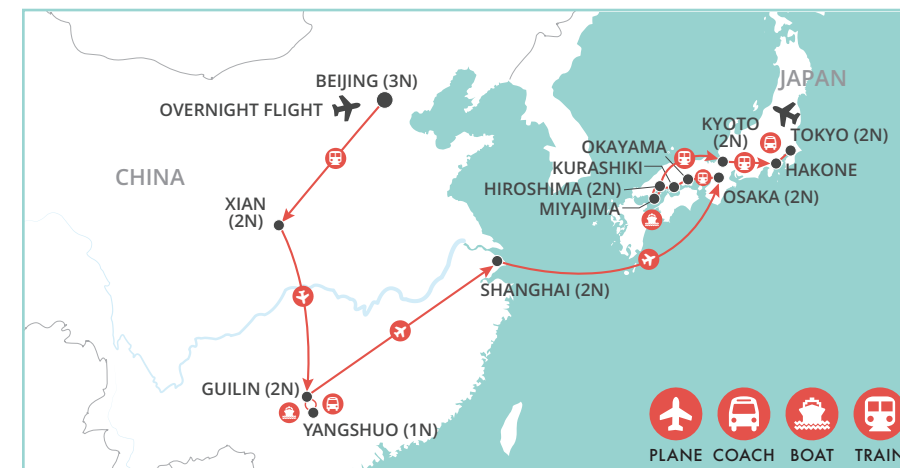 BEIJING (3N)
OVERNIGHT FLIGHT
CHINA
XIAN
(2N)
GUILIN (2N)
YANGSHUO (1N)
SHANGHAI (2N)
JAPAN
KYOTO
(2N)
TOKYO (2N)
OKAYAMA
KURASHIKI
HAKONE
HIROSHIMA (2N)
OSAKA (2N)
MIYAJIMA
PLANE COACH BOAT TRAIN